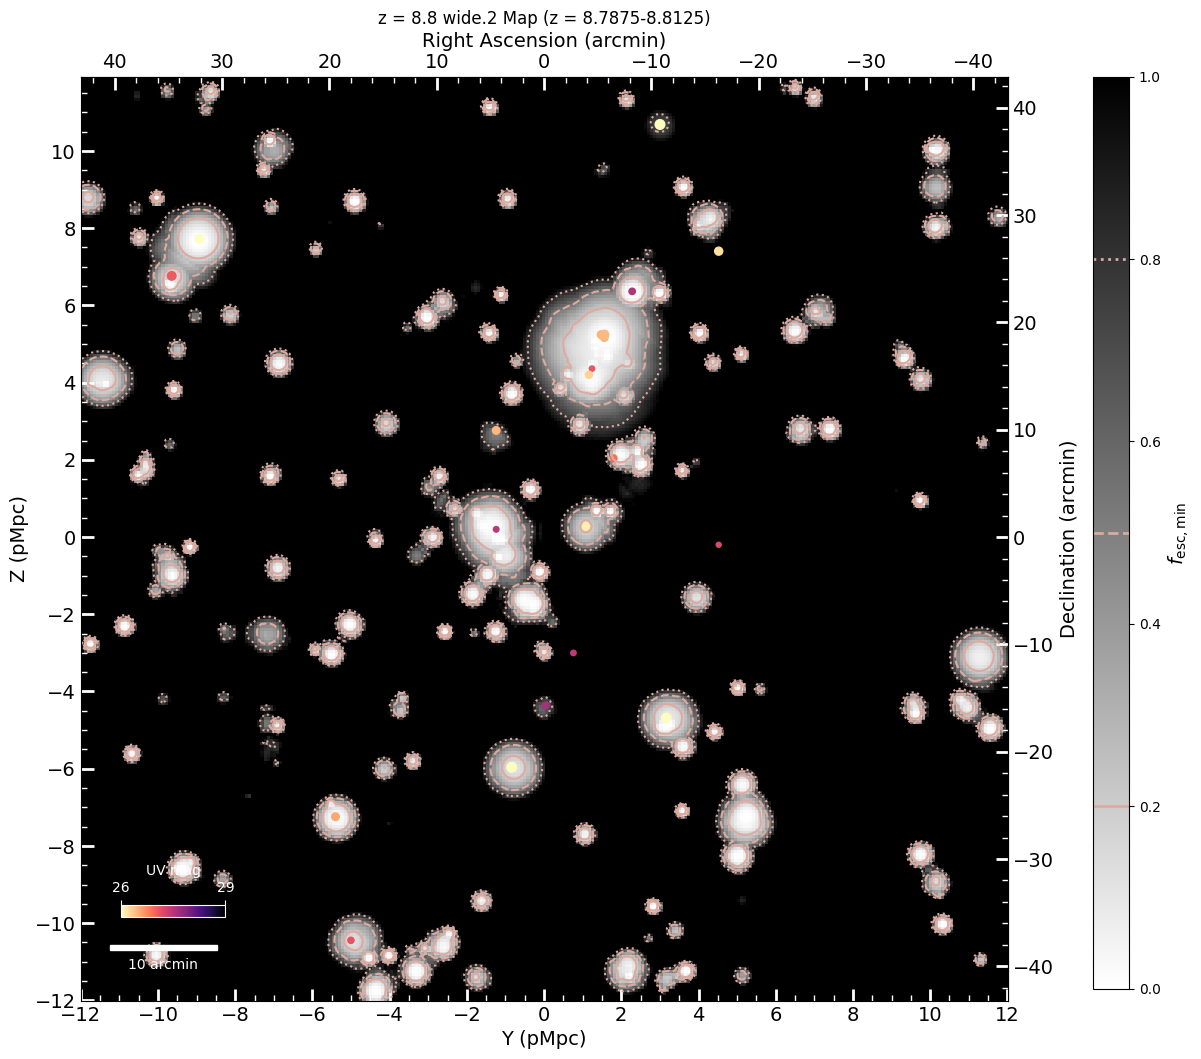 z = 8.8 wide.2 Map (z = 8.7875-8.8125)
Right Ascension (arcmin)
40 30 20 10 0 −10 −20 −30 −40
10
8
6
4
2
0
−2
−4
−6
−8
−10
−12
Z (pMpc)
−12 −10 −8 −6 −4 −2 0 2 4 6 8 10 12
Y (pMpc)
40
30
20
10
0
−10
−20
−30
−40
Declination (arcmin)
1.0
0.8
0.6
0.4
0.2
0.0
fesc,min
UV
26 29
10 arcmin